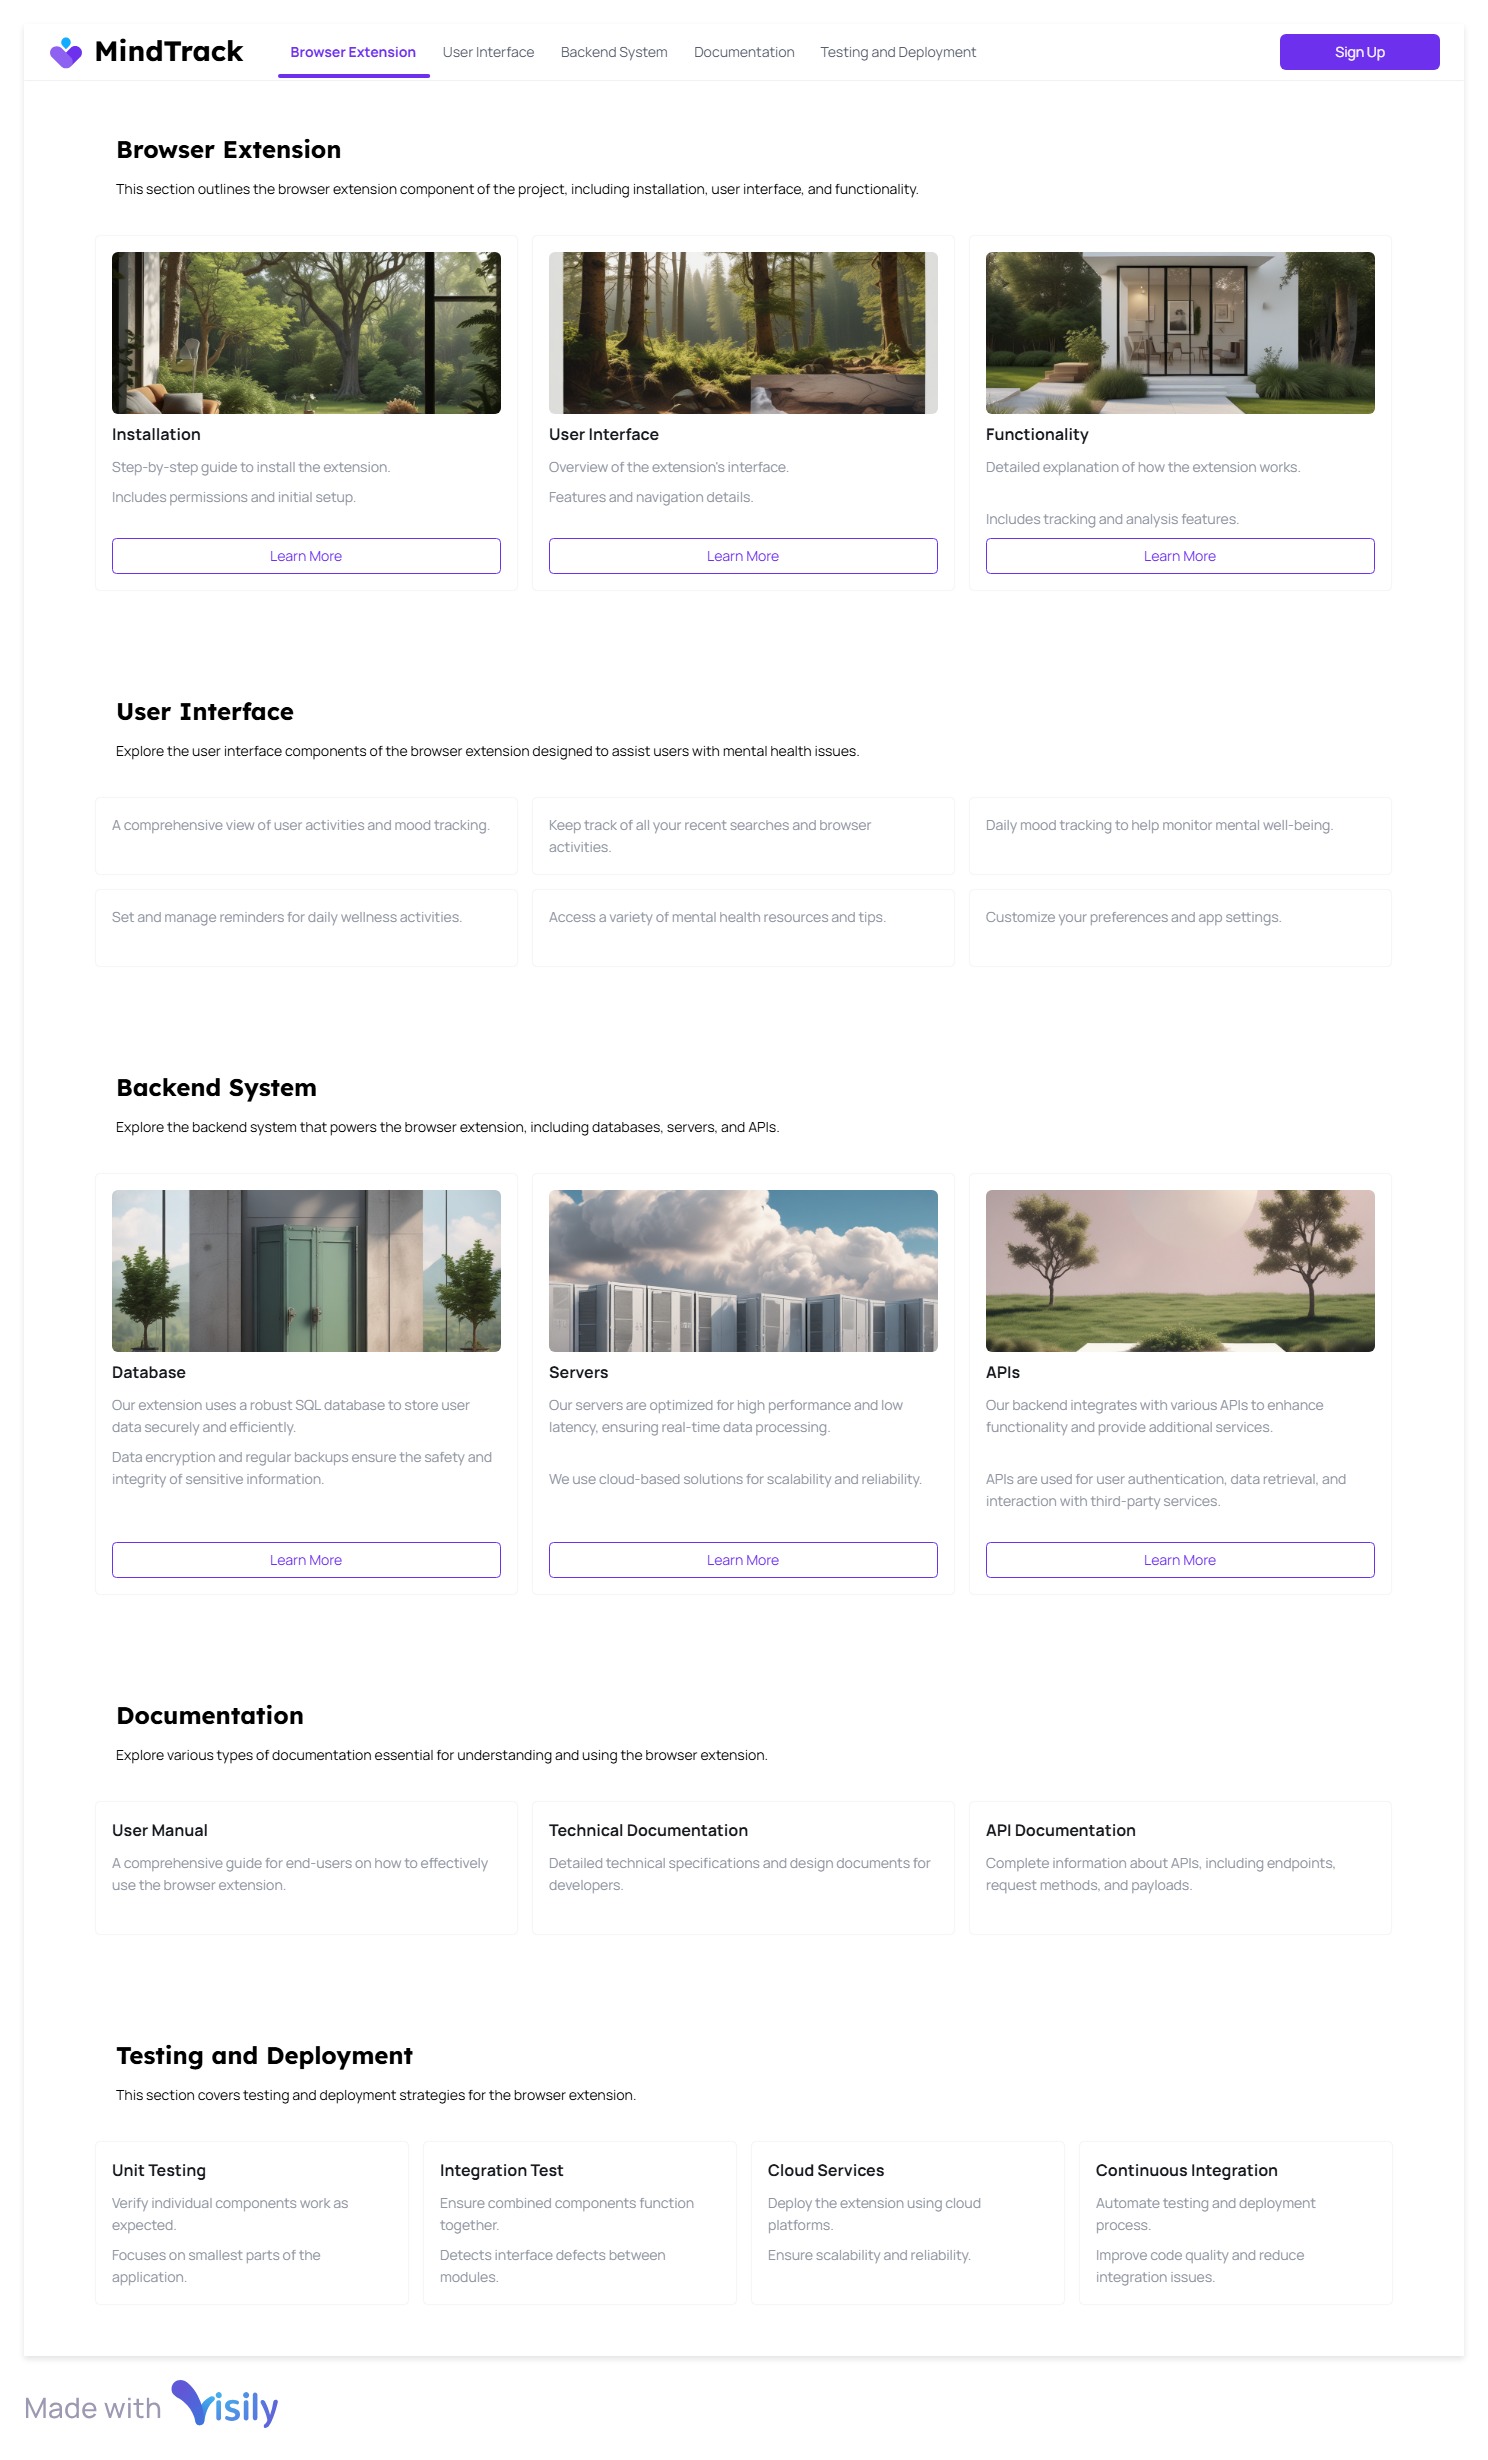 MindTrack
Browser Extension
User Interface
Backend System
Documentation
Testing and Deployment
Sign Up
Browser Extension
This section outlines the browser extension component of the project, including installation, user interface, and functionality.
Installation
Step-by-step guide to install the extension.
Includes permissions and initial setup.
Learn More
User Interface
Overview of the extension's interface.
Features and navigation details.
Learn More
Functionality
Detailed explanation of how the extension works.
Includes tracking and analysis features.
Learn More
User Interface
Explore the user interface components of the browser extension designed to assist users with mental health issues.
A comprehensive view of user activities and mood tracking.
Keep track of all your recent searches and browser
activities.
Daily mood tracking to help monitor mental well-being.
Set and manage reminders for daily wellness activities.
Access a variety of mental health resources and tips.
Customize your preferences and app settings.
Backend System
Explore the backend system that powers the browser extension, including databases, servers, and APIs.
Database
Our extension uses a robust SQL database to store user
data securely and efficiently.
Data encryption and regular backups ensure the safety and
integrity of sensitive information.
Learn More
Servers
Our servers are optimized for high performance and low
latency, ensuring real-time data processing.
We use cloud-based solutions for scalability and reliability.
Learn More
APIs
Our backend integrates with various APIs to enhance
functionality and provide additional services.
APIs are used for user authentication, data retrieval, and
interaction with third-party services.
Learn More
Documentation
Explore various types of documentation essential for understanding and using the browser extension.
User Manual
A comprehensive guide for end-users on how to effectively
use the browser extension.
Technical Documentation
Detailed technical specifications and design documents for
developers.
API Documentation
Complete information about APIs, including endpoints,
request methods, and payloads.
Testing and Deployment
This section covers testing and deployment strategies for the browser extension.
Unit Testing
Verify individual components work as
expected.
Focuses on smallest parts of the
application.
Integration Test
Ensure combined components function
together.
Detects interface defects between
modules.
Cloud Services
Deploy the extension using cloud
platforms.
Ensure scalability and reliability.
Continuous Integration
Automate testing and deployment
process.
Improve code quality and reduce
integration issues.
Made with Visily